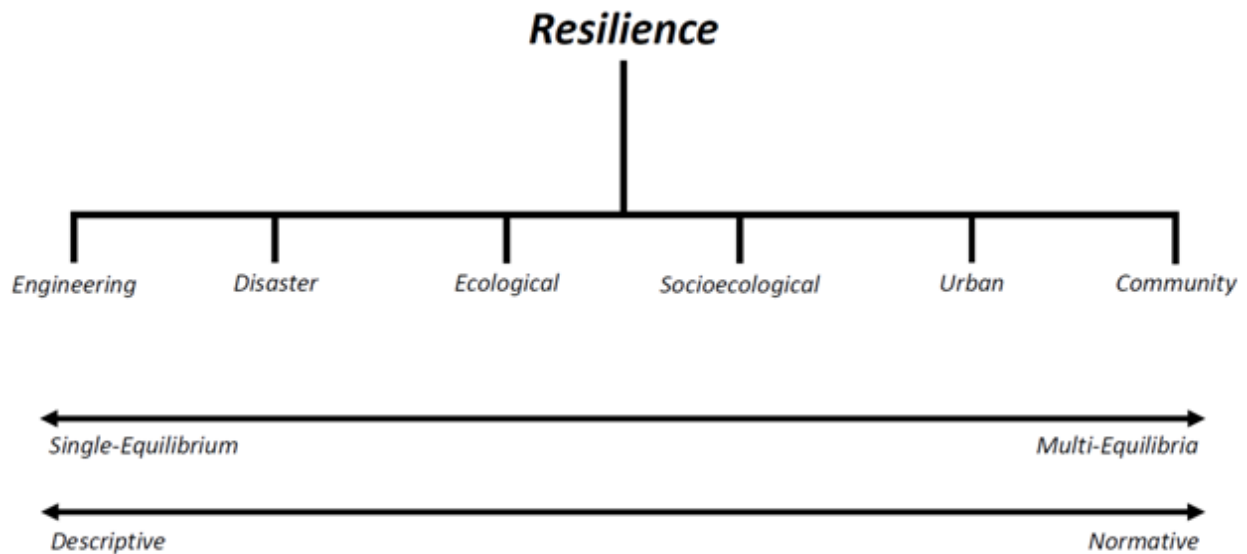 Resilience
Engineering Disaster Ecological Socioecological Urban Community
Single-Equilibrium Multi-Equilibria
Descriptive Normative